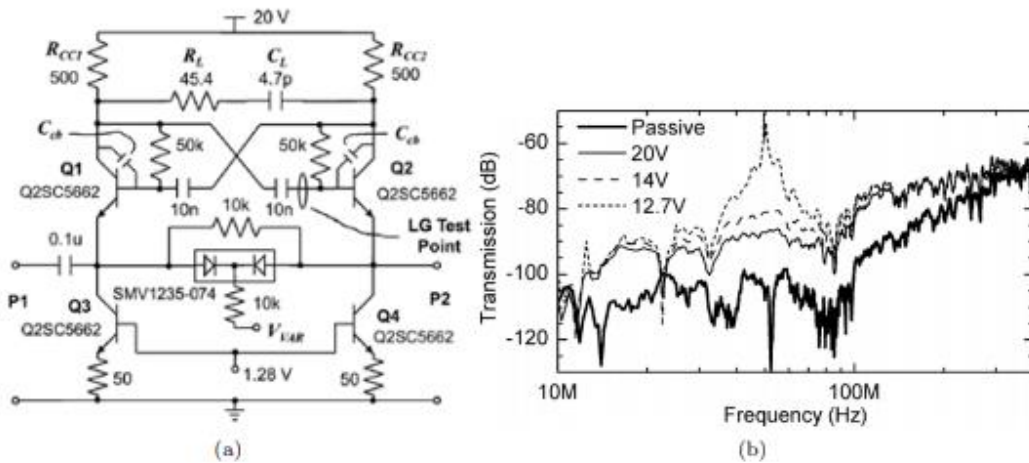 20 V
R_CC1
500
R_L
45.4
C_L
4.7p
R_CC2
500
C_cb
50k
50k
C_cb
Q1
Q2
Q2SC5662
10n
10n
Q2SC5662
10k
LG Test
Point
0.1u
P1
Q3
SMV1235-074
10k
Q4
P2
Q2SC5662
V_VAR
Q2SC5662
50
1.28 V
50
(a)
Passive
20V
14V
12.7V
-60
-80
-100
-120
Transmission (dB)
10M
100M
Frequency (Hz)
(b)